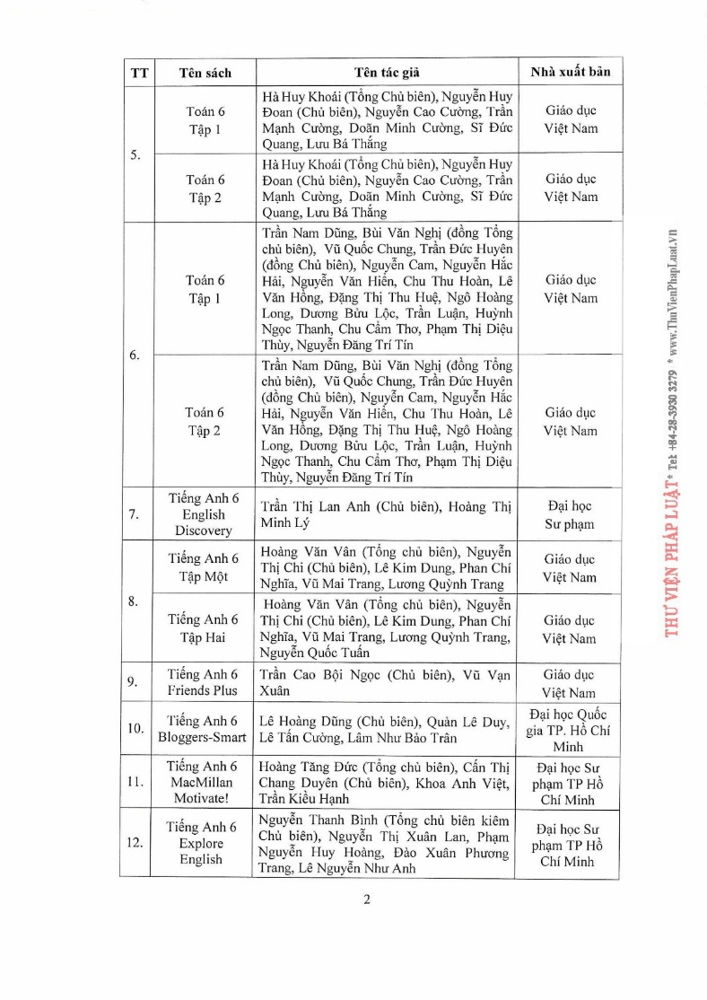 TT Tên sách Tên tác giả Nhà xuất bản
5.
Toán 6
Tập 1
Hà Huy Khoái (Tổng Chủ biên), Nguyễn Huy
Đoan (Chủ biên), Nguyễn Cao Cường, Trần
Mạnh Cường, Doãn Minh Cường, Sĩ Đức
Quang, Lưu Bá Thắng
Giáo dục
Việt Nam
Toán 6
Tập 2
Hà Huy Khoái (Tổng Chủ biên), Nguyễn Huy
Đoan (Chủ biên), Nguyễn Cao Cường, Trần
Mạnh Cường, Doãn Minh Cường, Sĩ Đức
Quang, Lưu Bá Thắng
Giáo dục
Việt Nam
6.
Toán 6
Tập 1
Trần Nam Dũng, Bùi Văn Nghị (đồng Tổng
chủ biên), Vũ Quốc Chung, Trần Đức Huyên
(đồng Chủ biên), Nguyễn Cam, Nguyễn Hắc
Hải, Nguyễn Văn Hiển, Chu Thu Hoàn, Lê
Văn Hồng, Đặng Thị Thu Huệ, Ngô Hoàng
Long, Dương Bửu Lộc, Trần Luận, Huỳnh
Ngọc Thanh, Chu Cẩm Thơ, Phạm Thị Diệu
Thùy, Nguyễn Đăng Trí Tín
Giáo dục
Việt Nam
Toán 6
Tập 2
Trần Nam Dũng, Bùi Văn Nghị (đồng Tổng
chủ biên), Vũ Quốc Chung, Trần Đức Huyên
(đồng Chủ biên), Nguyễn Cam, Nguyễn Hắc
Hải, Nguyễn Văn Hiển, Chu Thu Hoàn, Lê
Văn Hồng, Đặng Thị Thu Huệ, Ngô Hoàng
Long, Dương Bửu Lộc, Trần Luận, Huỳnh
Ngọc Thanh, Chu Cẩm Thơ, Phạm Thị Diệu
Thùy, Nguyễn Đăng Trí Tín
Giáo dục
Việt Nam
7.
Tiếng Anh 6
English
Discovery
Trần Thị Lan Anh (Chủ biên), Hoàng Thị
Minh Lý
Đại học
Sư phạm
8.
Tiếng Anh 6
Tập Một
Hoàng Văn Vân (Tổng chủ biên), Nguyễn
Thị Chi (Chủ biên), Lê Kim Dung, Phan Chí
Nghĩa, Vũ Mai Trang, Lương Quỳnh Trang
Giáo dục
Việt Nam
Tiếng Anh 6
Tập Hai
Hoàng Văn Vân (Tổng chủ biên), Nguyễn
Thị Chi (Chủ biên), Lê Kim Dung, Phan Chí
Nghĩa, Vũ Mai Trang, Lương Quỳnh Trang,
Nguyễn Quốc Tuấn
Giáo dục
Việt Nam
9.
Tiếng Anh 6
Friends Plus
Trần Cao Bội Ngọc (Chủ biên), Vũ Vạn
Xuân
Giáo dục
Việt Nam
10.
Tiếng Anh 6
Bloggers-Smart
Lê Hoàng Dũng (Chủ biên), Quản Lê Duy,
Lê Tấn Cường, Lâm Như Bảo Trân
Đại học Quốc
gia TP. Hồ Chí
Minh
11.
Tiếng Anh 6
MacMillan
Motivate!
Hoàng Tăng Đức (Tổng chủ biên), Cấn Thị
Chang Duyên (Chủ biên), Khoa Anh Việt,
Trần Kiều Hạnh
Đại học Sư
phạm TP Hồ
Chí Minh
12.
Tiếng Anh 6
Explore
English
Nguyễn Thanh Bình (Tổng chủ biên kiêm
Chủ biên), Nguyễn Thị Xuân Lan, Phạm
Nguyễn Huy Hoàng, Đào Xuân Phương
Trang, Lê Nguyễn Như Anh
Đại học Sư
phạm TP Hồ
Chí Minh
2
THƯ VIỆN PHÁP LUẬT * Tel: +84-28-3930 3279 * www.ThuVienPhapLuat.vn